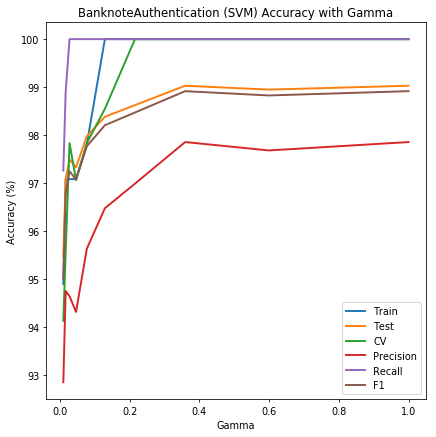 BanknoteAuthentication (SVM) Accuracy with Gamma
100
99
98
97
96
95
94
93
Accuracy (%)
0.0
0.2
0.4
0.6
0.8
1.0
Gamma
Train
Test
CV
Precision
Recall
F1